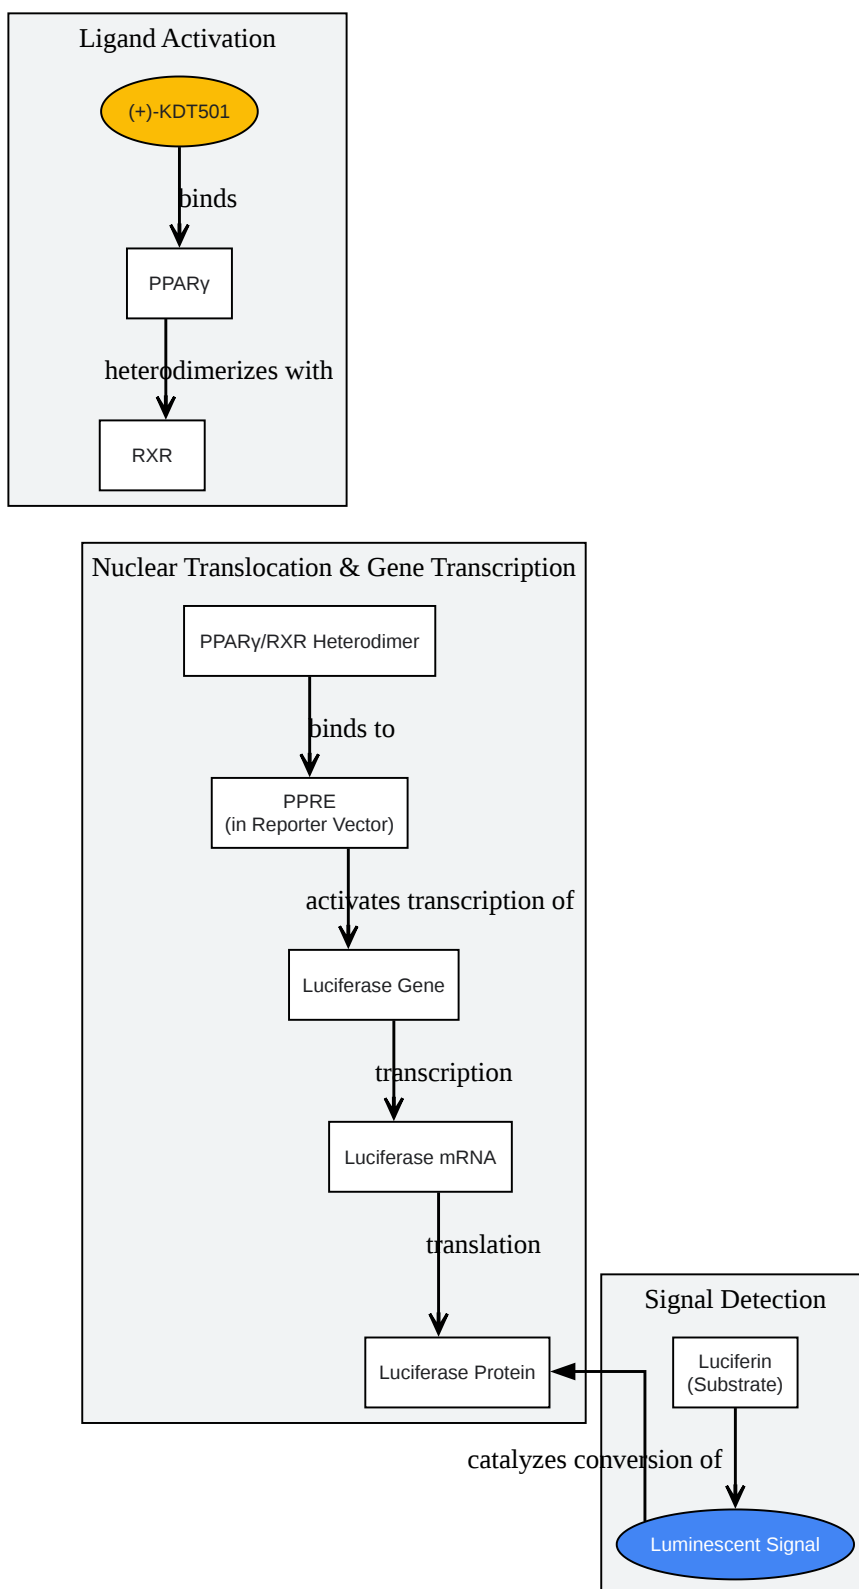 Ligand Activation
(+)-KDT501
binds
PPARγ
heterodimerizes with
RXR
Nuclear Translocation & Gene Transcription
PPARγ/RXR Heterodimer
binds to
PPRE
(in Reporter Vector)
activates transcription of
Luciferase Gene
transcription
Luciferase mRNA
translation
Luciferase Protein
Signal Detection
Luciferin
(Substrate)
catalyzes conversion of
Luminescent Signal